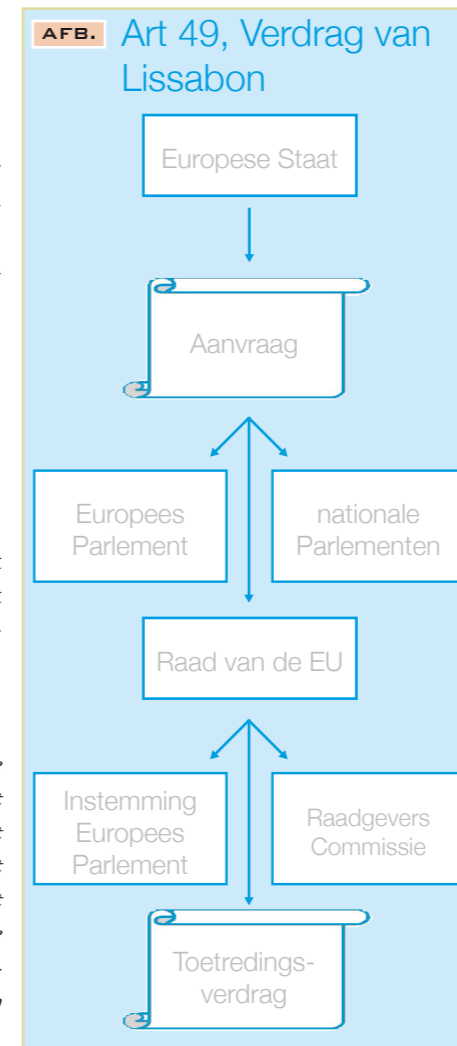 AFB. Art 49, Verdrag van
Lissabon
Europese Staat
Aanvraag
Europees
Parlement
nationale
Parlementen
Raad van de EU
Instemming
Europees
Parlement
Raadgevers
Commissie
Toetredings-
verdrag